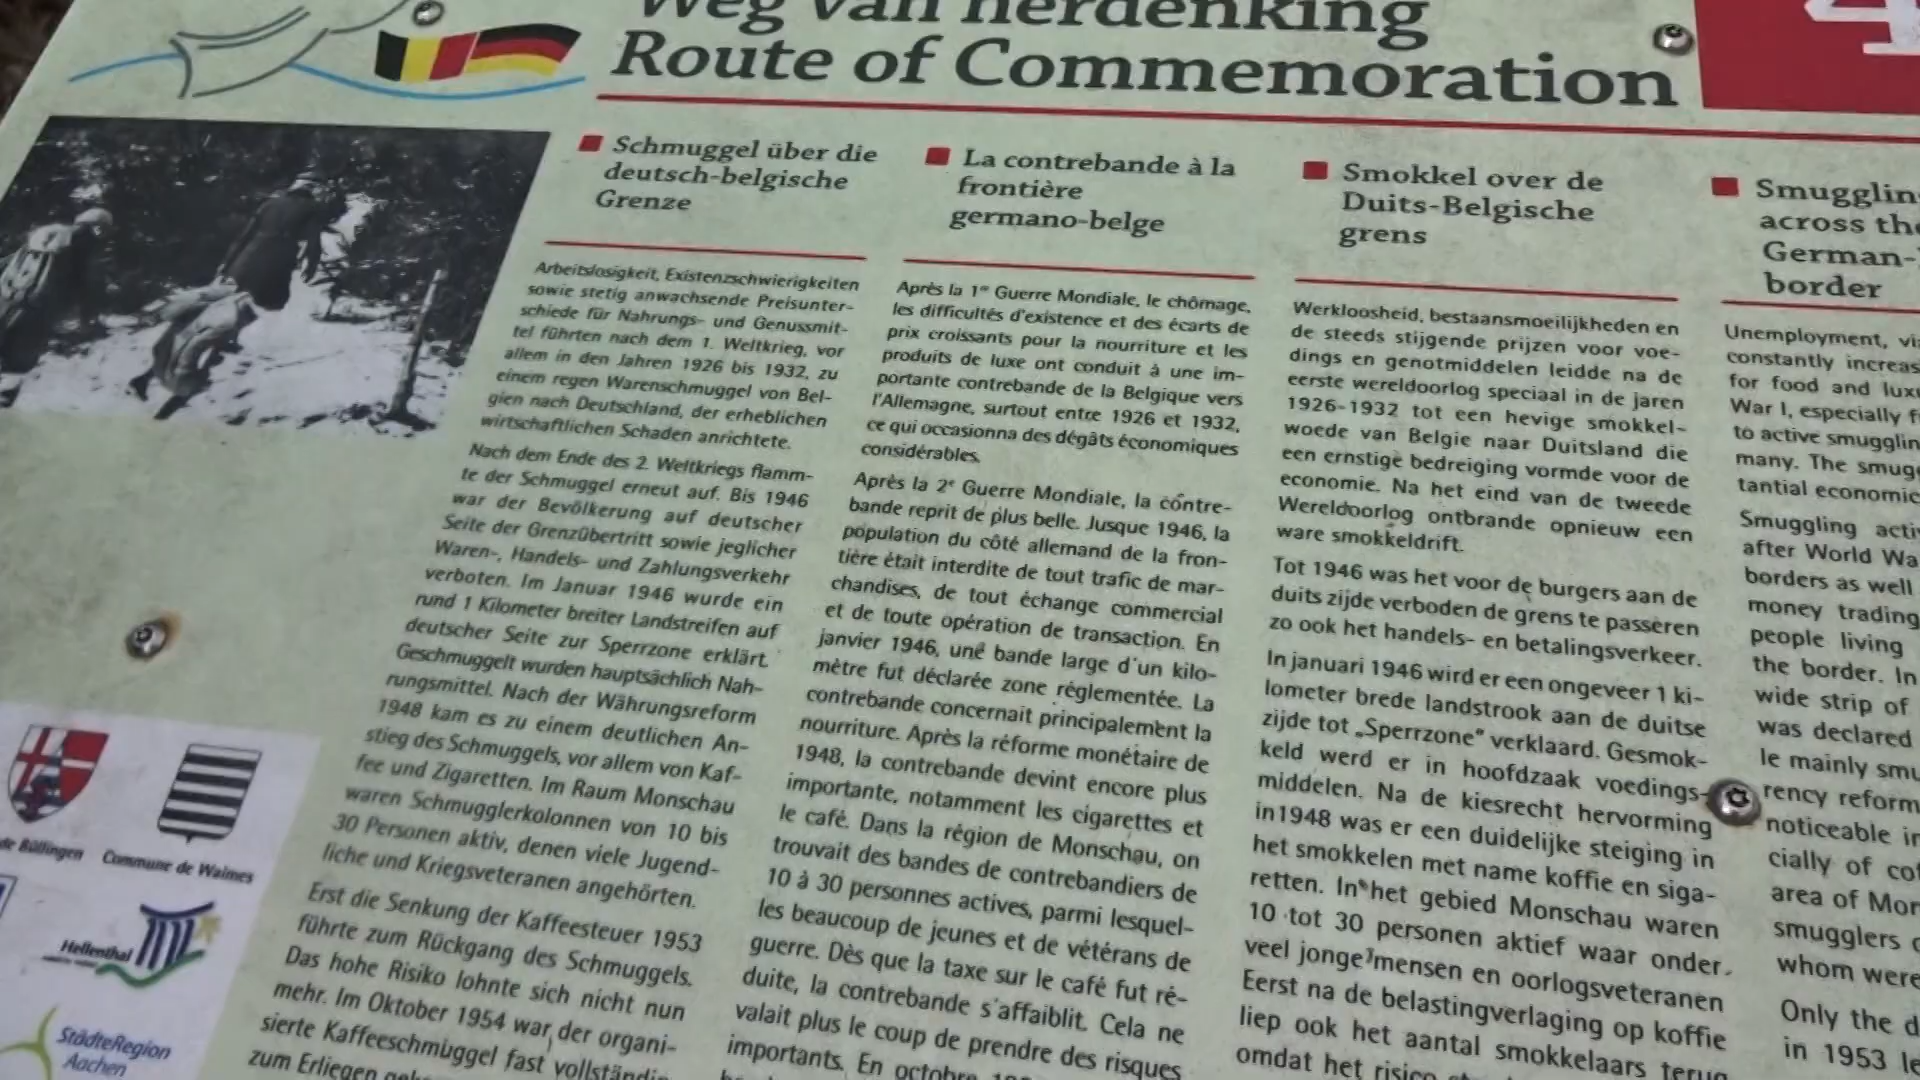 Weg van herdenking
Route of Commemoration
4
Schmuggel über die
deutsch-belgische
Grenze
Arbeitslosigkeit, Existenzschwierigkeiten
sowie stetig anwachsende Preisunter-
schiede für Nahrungs- und Genussmit-
tel führten nach dem 1. Weltkrieg, vor
allem in den Jahren 1926 bis 1932, zu
einem regen Warenschmuggel von Bel-
gien nach Deutschland, der erheblichen
wirtschaftlichen Schaden anrichtete.
Nach dem Ende des 2. Weltkriegs flamm-
te der Schmuggel erneut auf. Bis 1946
war der Bevölkerung auf deutscher
Seite der Grenzübertritt sowie jeglicher
Waren-, Handels- und Zahlungsverkehr
verboten. Im Januar 1946 wurde ein
rund 1 Kilometer breiter Landstreifen auf
deutscher Seite zur Sperrzone erklärt.
Geschmuggelt wurden hauptsächlich Nah-
rungsmittel. Nach der Währungsreform
1948 kam es zu einem deutlichen An-
stieg des Schmuggels, vor allem von Kaf-
fee und Zigaretten. Im Raum Monschau
waren Schmugglerkolonnen von 10 bis
30 Personen aktiv, denen viele Jugend-
liche und Kriegsveteranen angehörten.
Erst die Senkung der Kaffeesteuer 1953
führte zum Rückgang des Schmuggels.
Das hohe Risiko lohnte sich nicht nun
mehr. Im Oktober 1954 war der organi-
sierte Kaffeeschmuggel fast
zum Erliegen
La contrebande à la
frontière
germano-belge
Après la 1re Guerre Mondiale, le chômage,
les difficultés d'existence et des écarts de
prix croissants pour la nourriture et les
produits de luxe ont conduit à une im-
portante contrebande de la Belgique vers
l'Allemagne, surtout entre 1926 et 1932,
ce qui occasionna des dégâts économiques
considérables.
Après la 2e Guerre Mondiale, la contre-
bande reprit de plus belle. Jusque 1946, la
population du côté allemand de la fron-
tière était interdite de tout trafic de mar-
chandises, de tout échange commercial
et de toute opération de transaction. En
janvier 1946, une bande large d'un kilo-
mètre fut déclarée zone réglementée. La
contrebande concernait principalement la
nourriture. Après la réforme monétaire de
1948, la contrebande devint encore plus
importante, notamment les cigarettes et
le café. Dans la région de Monschau, on
trouvait des bandes de contrebandiers de
10 à 30 personnes actives, parmi lesquel-
les beaucoup de jeunes et de vétérans de
guerre. Dès que la taxe sur le café fut ré-
duite, la contrebande s'affaiblit. Cela ne
valait plus le coup de prendre des risques
importants. En octobre
Smokkel over de
Duits-Belgische
grens
Werkloosheid, bestaansmoeilijkheden en
de steeds stijgende prijzen voor voe-
dings en genotmiddelen leidde na de
eerste wereldoorlog speciaal in de jaren
1926-1932 tot een hevige smokkel-
woede van Belgie naar Duitsland die
een ernstige bedreiging vormde voor de
economie. Na het eind van de tweede
Wereldoorlog ontbrande opnieuw een
ware smokkeldrift.
Tot 1946 was het voor de burgers aan de
duits zijde verboden de grens te passeren
zo ook het handels- en betalingsverkeer.
In januari 1946 wird er een ongeveer 1 ki-
lometer brede landstrook aan de duitse
zijde tot „Sperrzone" verklaard. Gesmok-
keld werd er in hoofdzaak voedings-
middelen. Na de kiesrecht hervorming
in1948 was er een duidelijke steiging in
het smokkelen met name koffie en siga-
retten. In het gebied Monschau waren
10 tot 30 personen aktief waar onder
veel jonge mensen en oorlogsveteranen
Eerst na de belastingverlaging op koffie
liep ook het aantal smokkelaars terug
omdat het risico
Smugglin
across the
German-
border
Unemployment,
constantly increas
for food and luxu
War I, especially
to active smugglin
many. The smug
tantial economic
Smuggling acti
after World Wa
borders as well
money trading
people living
the border. In
wide strip of
was declared
le mainly smu
rency reform
noticeable in
cially of cof
area of Mon
smugglers
whom were
Only the d
in 1953 le
de Büllingen
Commune de Waimes
Hellenthal
StädteRegion
Aachen